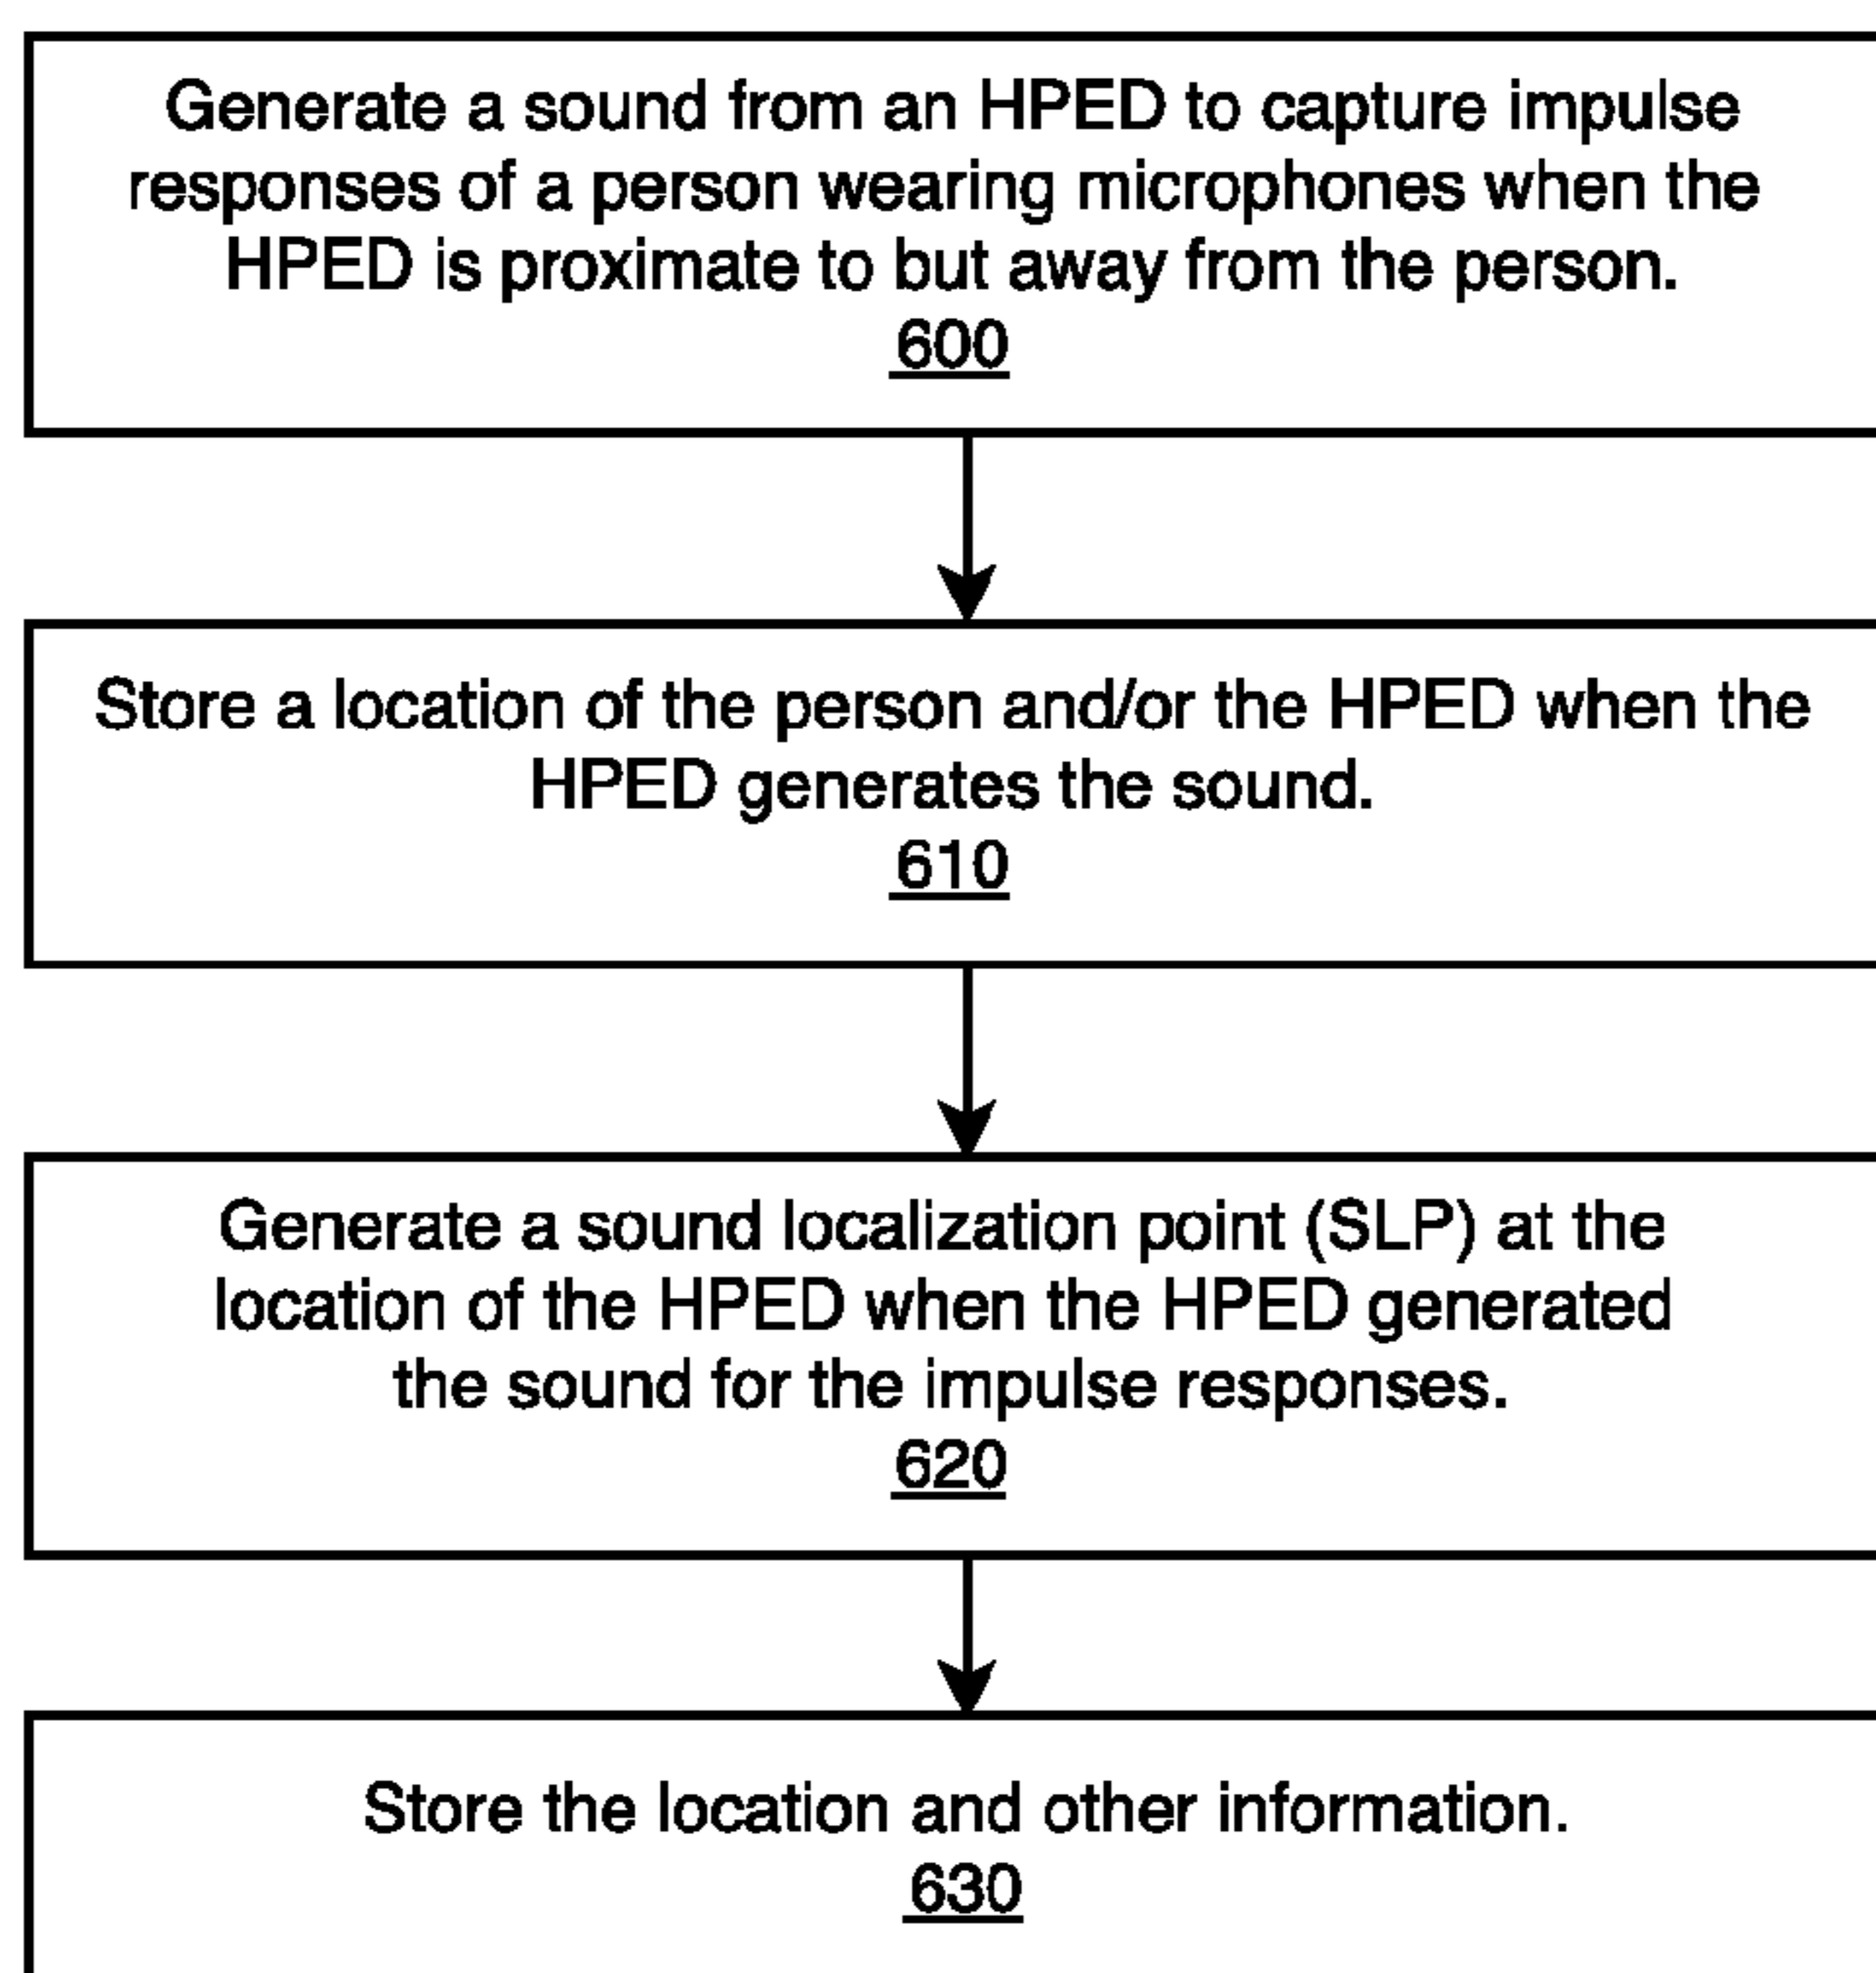 Generate a sound from an HPED to capture impulse
responses of a person wearing microphones when the
HPED is proximate to but away from the person.
600
Store a location of the person and/or the HPED when the
HPED generates the sound.
610
Generate a sound localization point (SLP) at the
location of the HPED when the HPED generated
the sound for the impulse responses.
620
Store the location and other information.
630